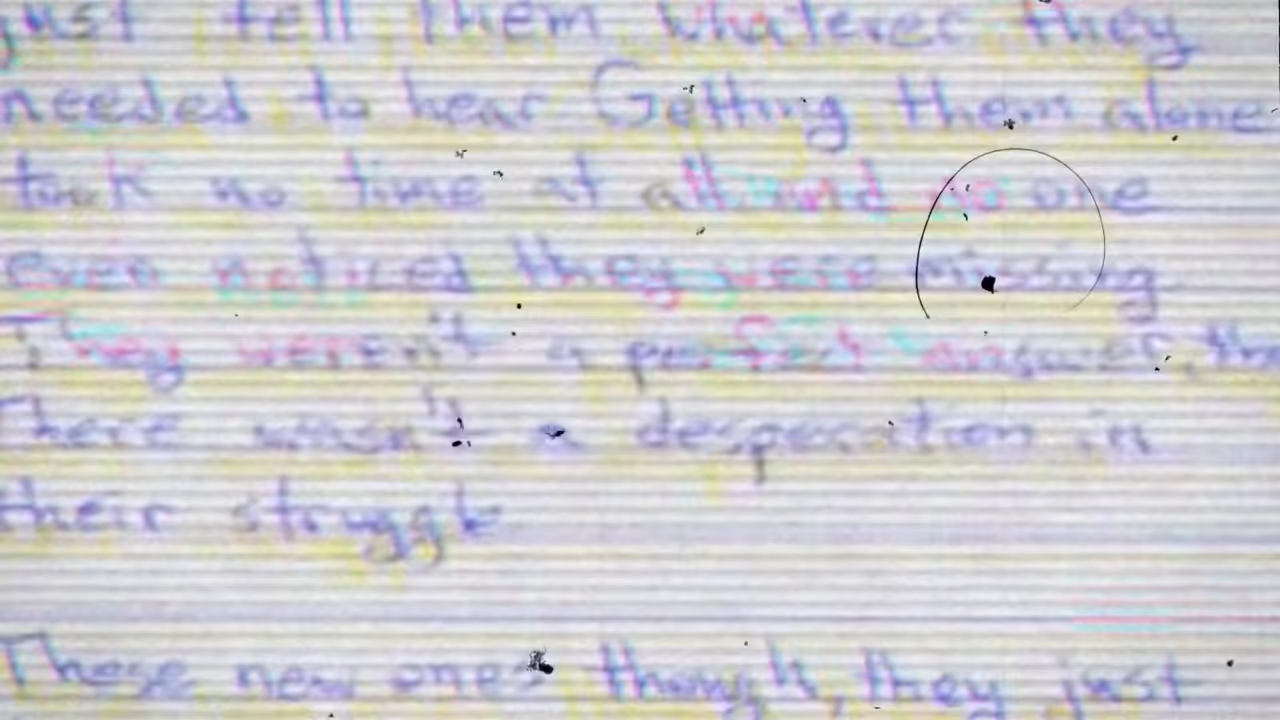 just tell them whatever they
needed to hear Getting them alone
took no time at all and no one
even noticed they were missing
They weren't a perfect answer, tho
There wasn't a desperation in
their struggle
These new ones though, they just